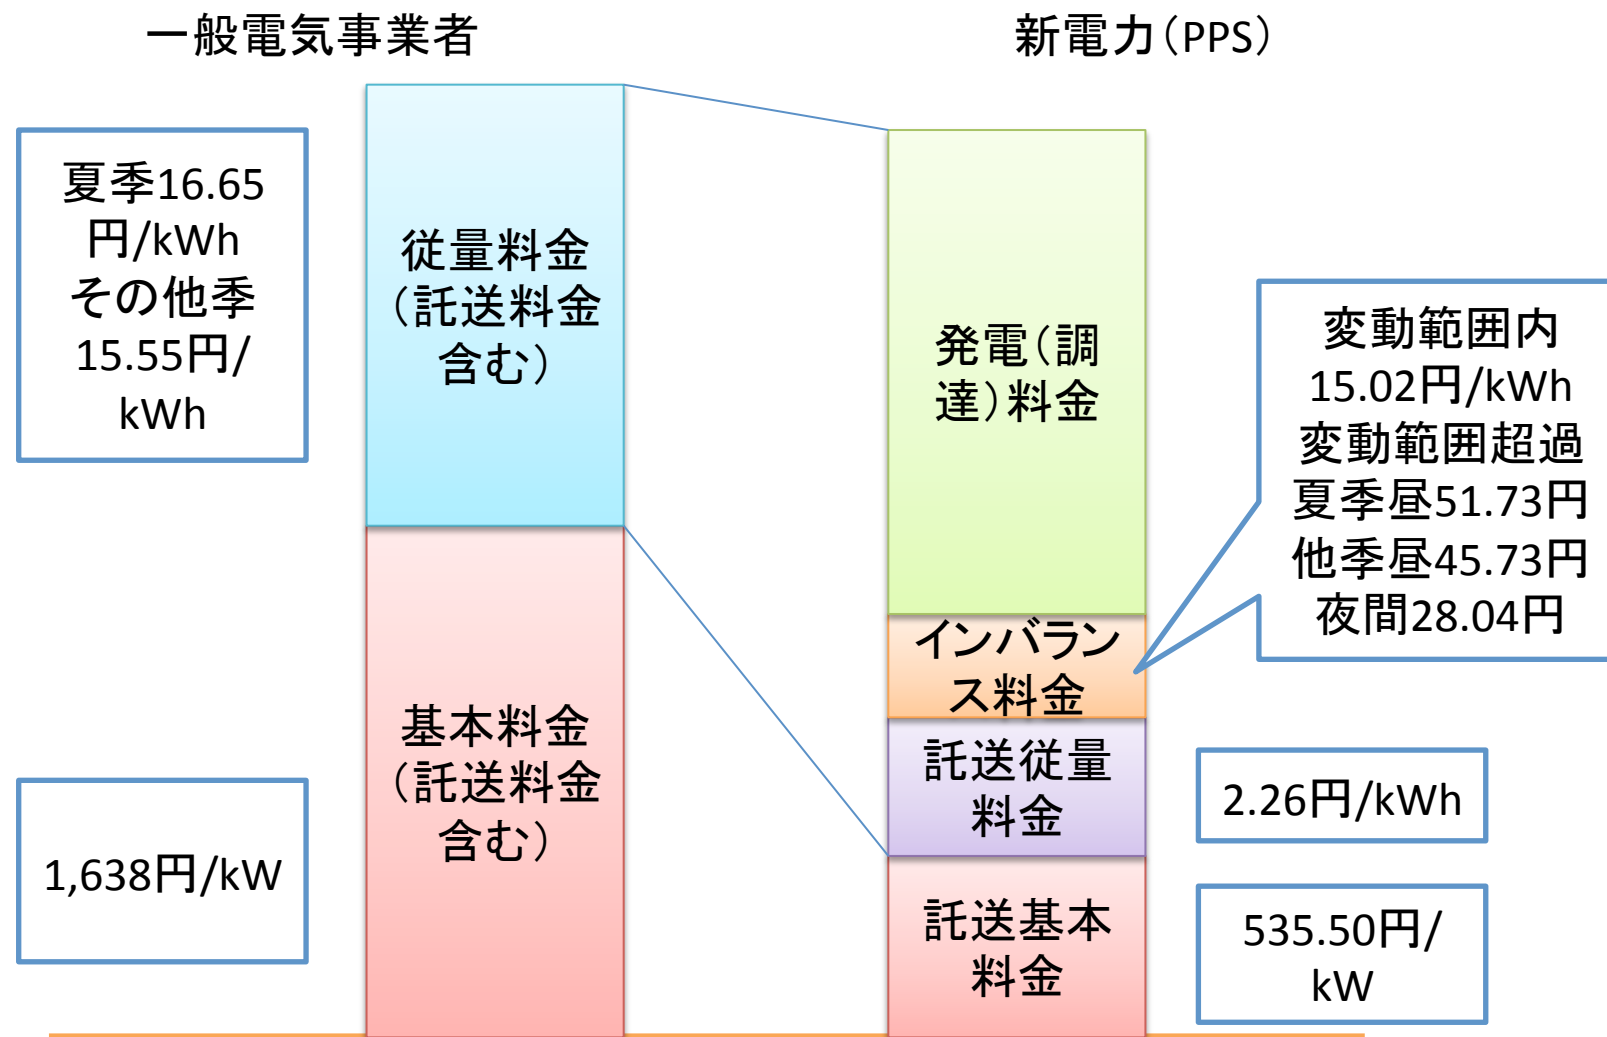 一般電気事業者
新電力（PPS）
夏季16.65
円/kWh
その他季
15.55円/
kWh
従量料金
（託送料金
含む）
発電（調
達）料金
変動範囲内
15.02円/kWh
変動範囲超過
夏季昼51.73円
他季昼45.73円
夜間28.04円
インバラン
ス料金
基本料金
（託送料金
含む）
託送従量
料金
2.26円/kWh
1,638円/kW
託送基本
料金
535.50円/
kW